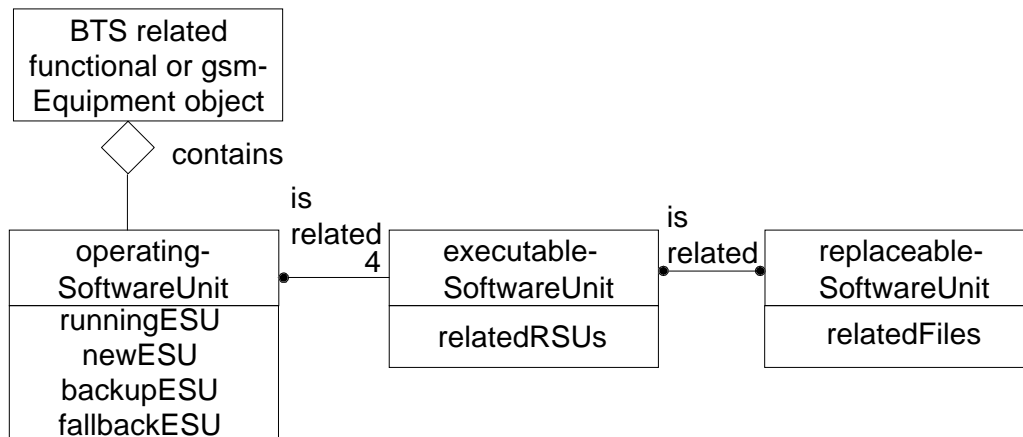 BTS related
functional or gsm-
Equipment object
contains
is
related
4
is
related
operating-
SoftwareUnit
runningESU
newESU
backupESU
fallbackESU
executable-
SoftwareUnit
relatedRSUs
replaceable-
SoftwareUnit
relatedFiles